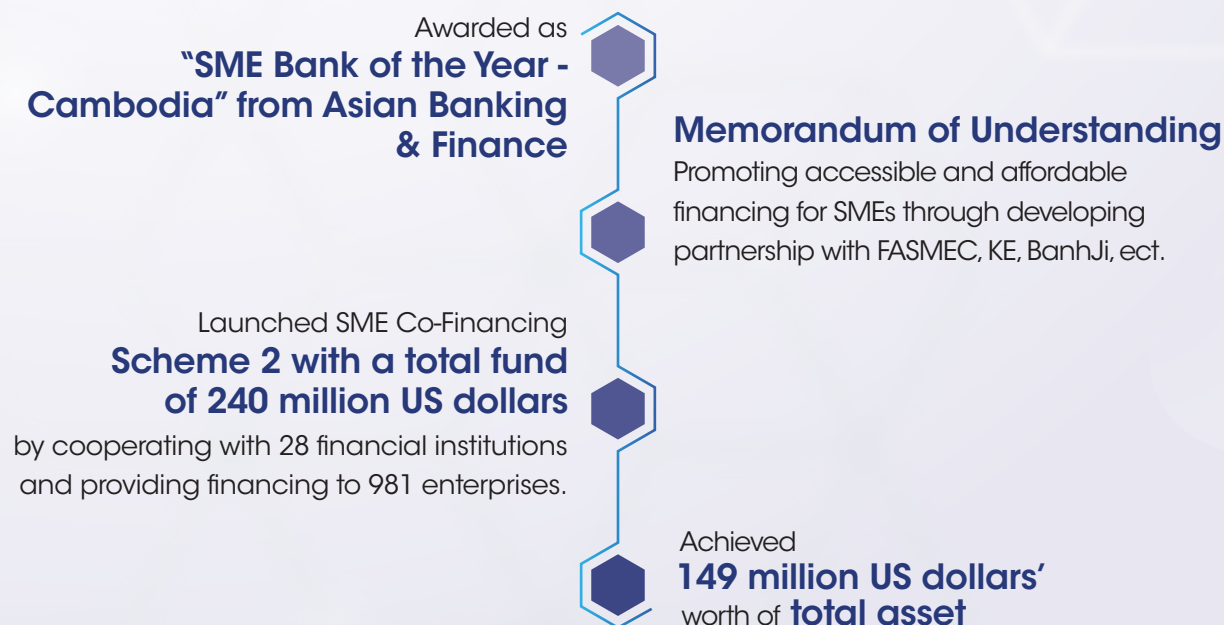 Awarded as
“SME Bank of the Year -
Cambodia” from Asian Banking
& Finance
Memorandum of Understanding
Promoting accessible and affordable
financing for SMEs through developing
partnership with FASMEC, KE, BanhJi, ect.
Launched SME Co-Financing
Scheme 2 with a total fund
of 240 million US dollars
by cooperating with 28 financial institutions
and providing financing to 981 enterprises.
Achieved
149 million US dollars’
worth of total asset